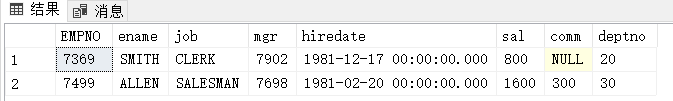 结果 消息
EMPNO ename job mgr hiredate sal comm deptno
1 7369 SMITH CLERK 7902 1981-12-17 00:00:00.000 800 NULL 20
2 7499 ALLEN SALESMAN 7698 1981-02-20 00:00:00.000 1600 300 30